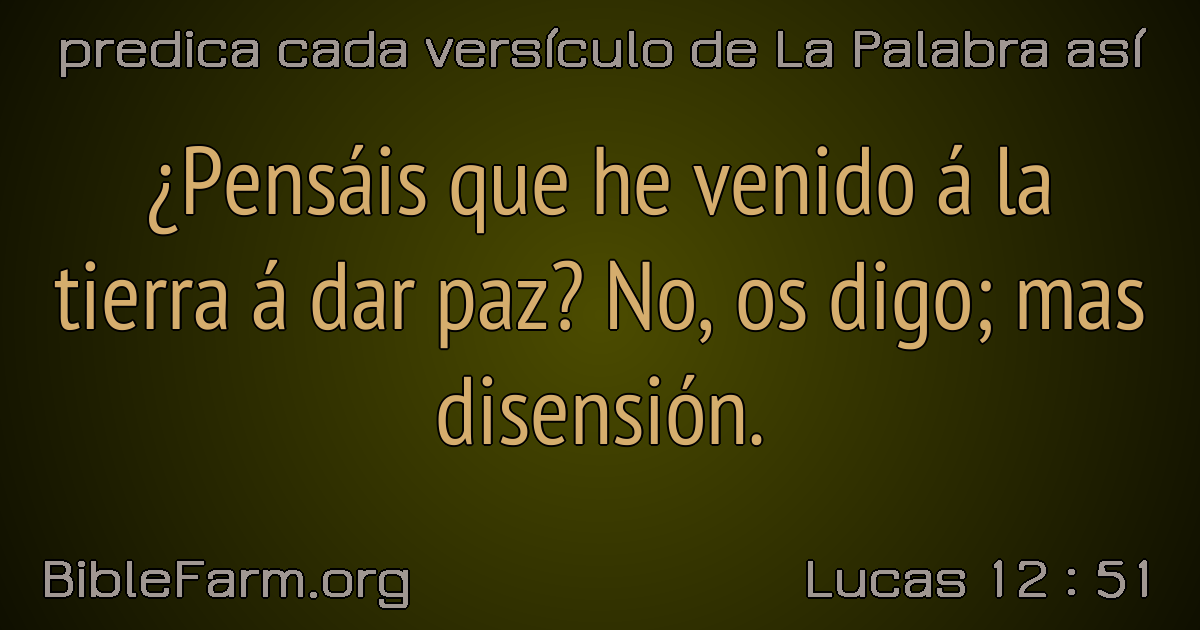 predica cada versículo de La Palabra así
¿Pensáis que he venido á la
tierra á dar paz? No, os digo; mas
disensión.
BibleFarm.org
Lucas 12 : 51